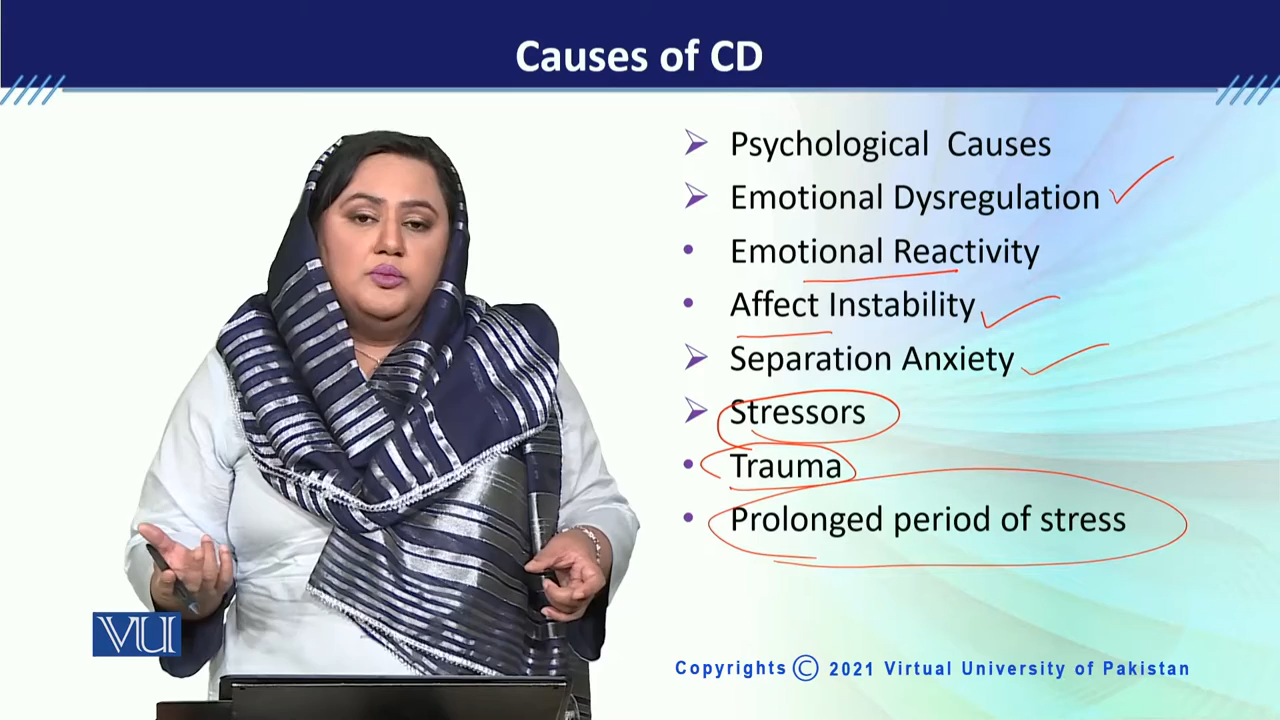 Causes of CD
Psychological Causes
Emotional Dysregulation
Emotional Reactivity
Affect Instability
Separation Anxiety
Stressors
Trauma
Prolonged period of stress
VU
Copyrights © 2021 Virtual University of Pakistan